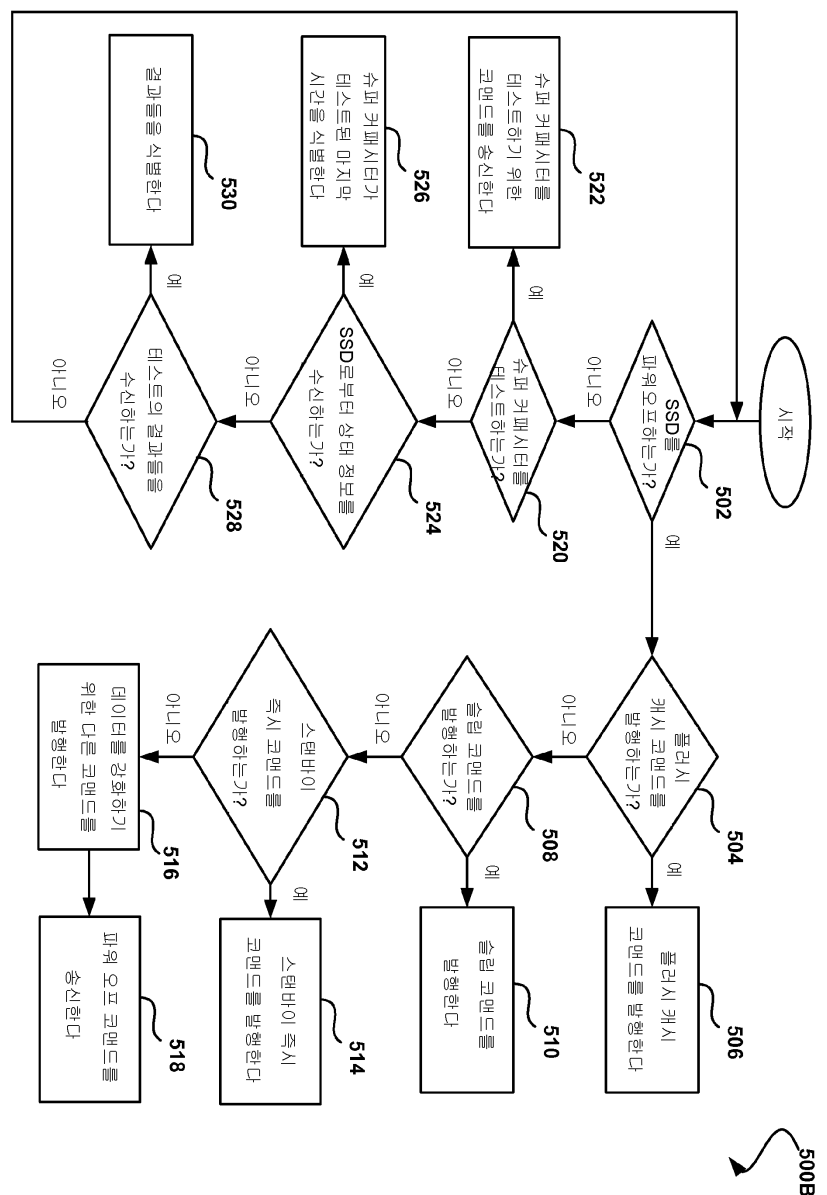 500B
시작
SSD를
파워오프하는가?
502
예
아니오
플러시
캐시 코맨드를
발행하는가?
504
예
아니오
플러시 캐시
코맨드를 발행한다
506
슬립 코맨드를
발행하는가?
508
예
아니오
슬립 코맨드를
발행한다
510
스탠바이
즉시 코맨드를
발행하는가?
512
예
아니오
스탠바이 즉시
코맨드를 발행한다
514
데이터를 강화하기
위한 다른 코맨드를
발행한다
516
파워 오프 코맨드를
송신한다
518
슈퍼 커패시터를
테스트하는가?
520
예
아니오
슈퍼 커패시터를
테스트하기 위한
코맨드를 송신한다
522
SSD로부터 상태 정보를
수신하는가?
524
예
아니오
슈퍼 커패시터가
테스트된 마지막
시간을 식별한다
526
테스트의 결과들을
수신하는가?
528
예
아니오
결과들을 식별한다
530